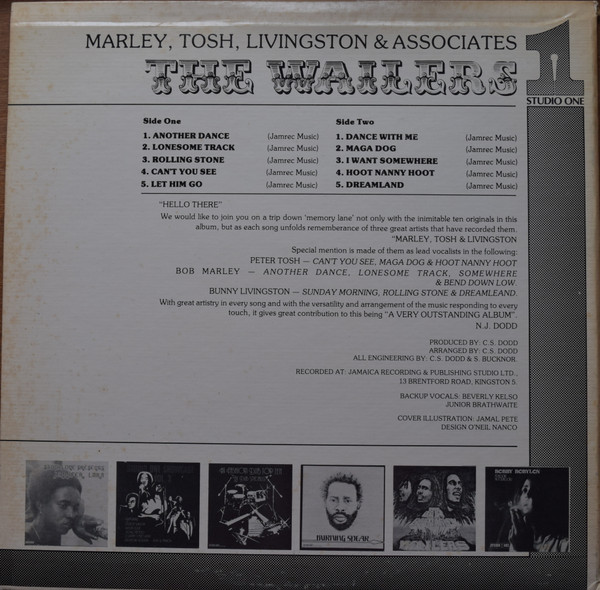 MARLEY, TOSH, LIVINGSTON & ASSOCIATES
THE WAILERS
1
STUDIO ONE
Side One
1. ANOTHER DANCE (Jamrec Music)
2. LONESOME TRACK (Jamrec Music)
3. ROLLING STONE (Jamrec Music)
4. CAN'T YOU SEE (Jamrec Music)
5. LET HIM GO (Jamrec Music)
Side Two
1. DANCE WITH ME (Jamrec Music)
2. MAGA DOG (Jamrec Music)
3. I WANT SOMEWHERE (Jamrec Music)
4. HOOT NANNY HOOT (Jamrec Music)
5. DREAMLAND (Jamrec Music)
"HELLO THERE"
We would like to join you on a trip down 'memory lane' not only with the inimitable ten originals in this
album, but as each song unfolds rememberance of three great artists that have recorded them.
"MARLEY, TOSH & LIVINGSTON
Special mention is made of them as lead vocalists in the following:
PETER TOSH — CAN'T YOU SEE, MAGA DOG & HOOT NANNY HOOT
BOB MARLEY — ANOTHER DANCE, LONESOME TRACK, SOMEWHERE
& BEND DOWN LOW.
BUNNY LIVINGSTON — SUNDAY MORNING, ROLLING STONE & DREAMLEAND.
With great artistry in every song and with the versatility and arrangement of the music responding to every
touch, it gives great contribution to this being "A VERY OUTSTANDING ALBUM".
N.J. DODD
PRODUCED BY: C.S. DODD
ARRANGED BY: C.S. DODD
ALL ENGINEERING BY: C.S. DODD & S. BUCKNOR.
RECORDED AT: JAMAICA RECORDING & PUBLISHING STUDIO LTD.,
13 BRENTFORD ROAD, KINGSTON 5.
BACKUP VOCALS: BEVERLY KELSO
JUNIOR BRATHWAITE
COVER ILLUSTRATION: JAMAL PETE
DESIGN O'NEIL NANCO
BURNING SPEAR